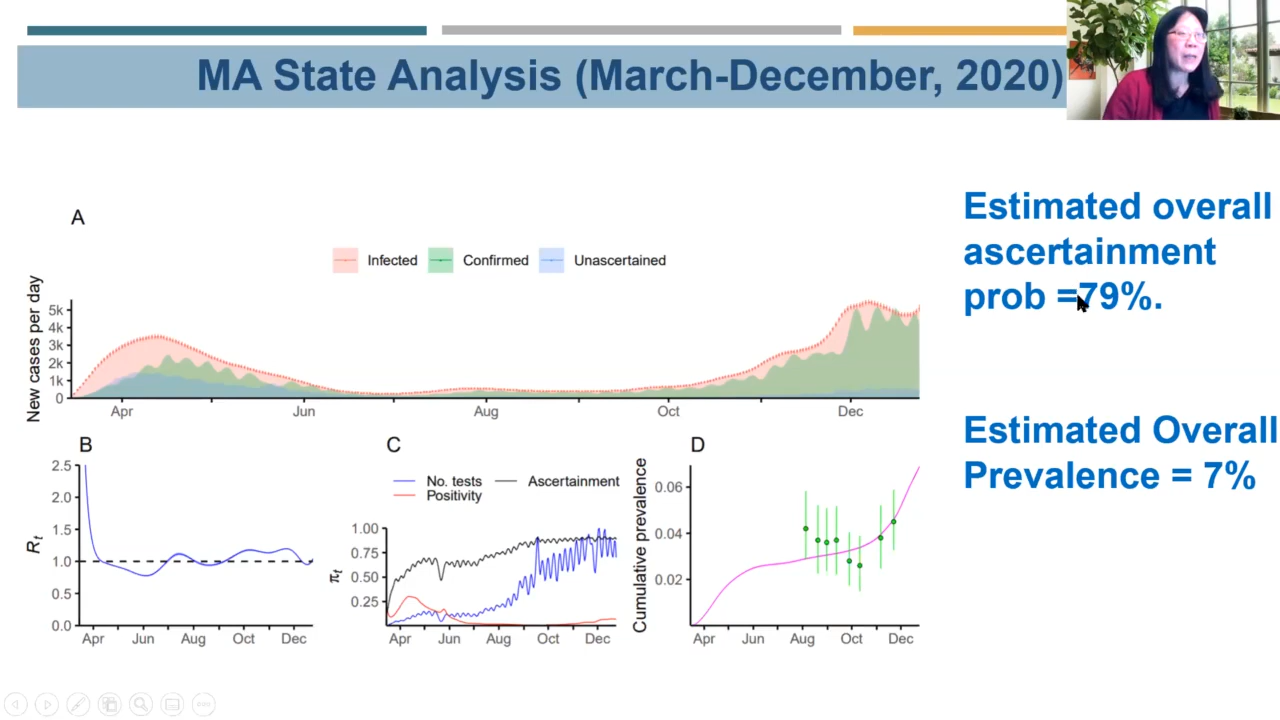 MA State Analysis (March-December, 2020)
Estimated overall
ascertainment
prob =79%.
Estimated Overall
Prevalence = 7%
A
Infected Confirmed Unascertained
New cases per day
5k
4k
3k
2k
1k
0
Apr Jun Aug Oct Dec
B
Rt
2.5
2.0
1.5
1.0
0.5
0.0
Apr Jun Aug Oct Dec
C
No. tests Ascertainment
Positivity
πt
1.00
0.75
0.50
0.25
Apr Jun Aug Oct Dec
D
Cumulative prevalence
0.06
0.04
0.02
Apr Jun Aug Oct Dec